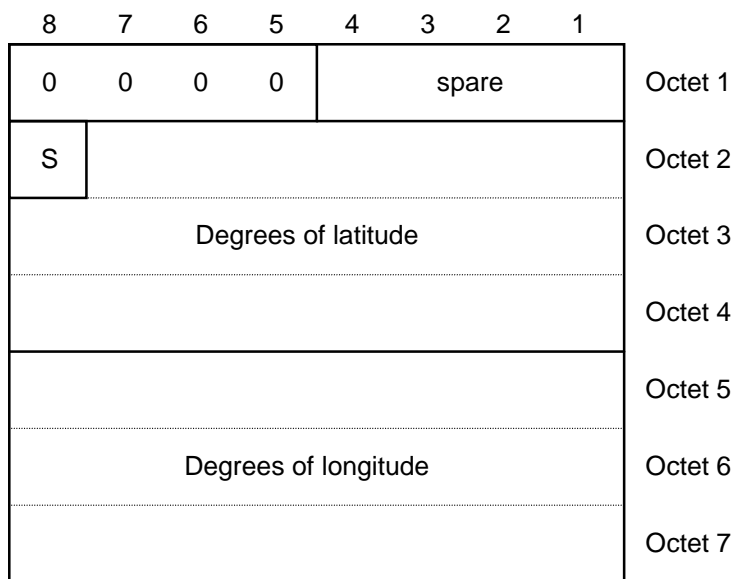 8 7 6 5 4 3 2 1
0 0 0 0 spare Octet 1
S Octet 2
Degrees of latitude Octet 3
Octet 4
Octet 5
Degrees of longitude Octet 6
Octet 7